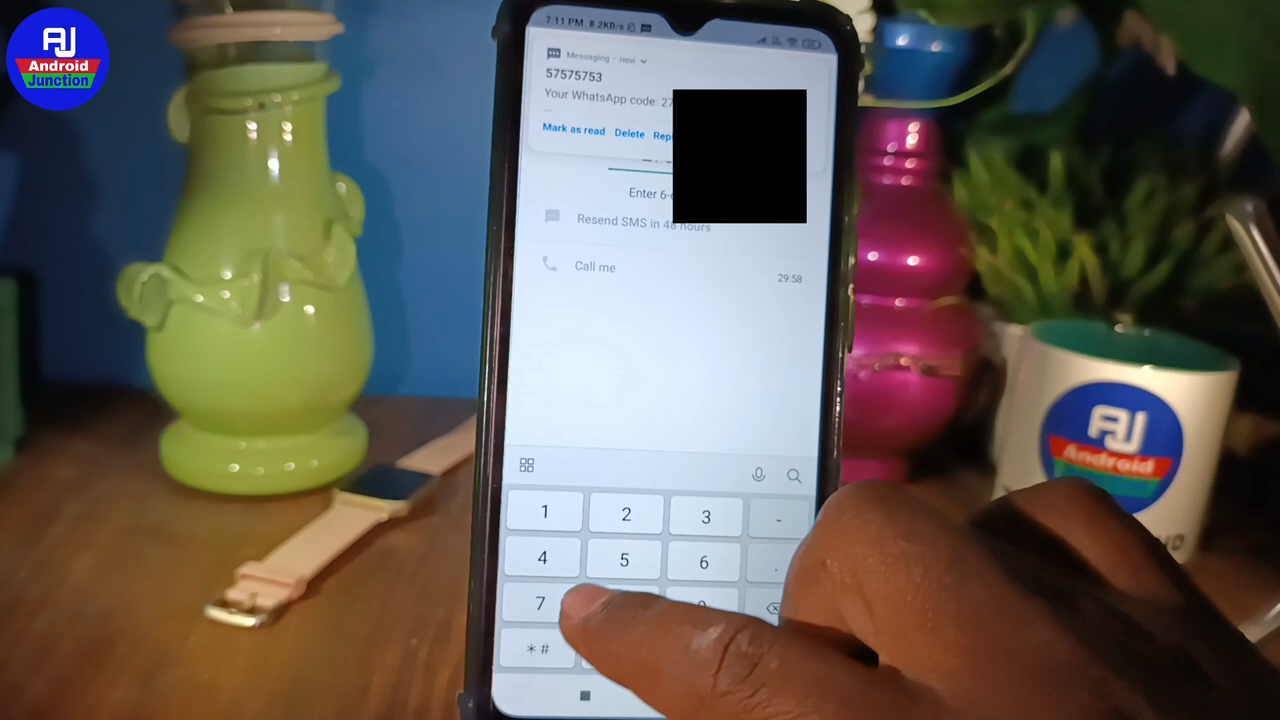 AJ
Android
Junction
7:11 PM 8.2KB/s
Messaging · now
57575753
Your WhatsApp code: 27
...
Mark as read Delete
Enter 6-
Resend SMS in 48 hours
Call me
29:58
1 2 3 -
4 5 6 .
7
*#
AJ
Android